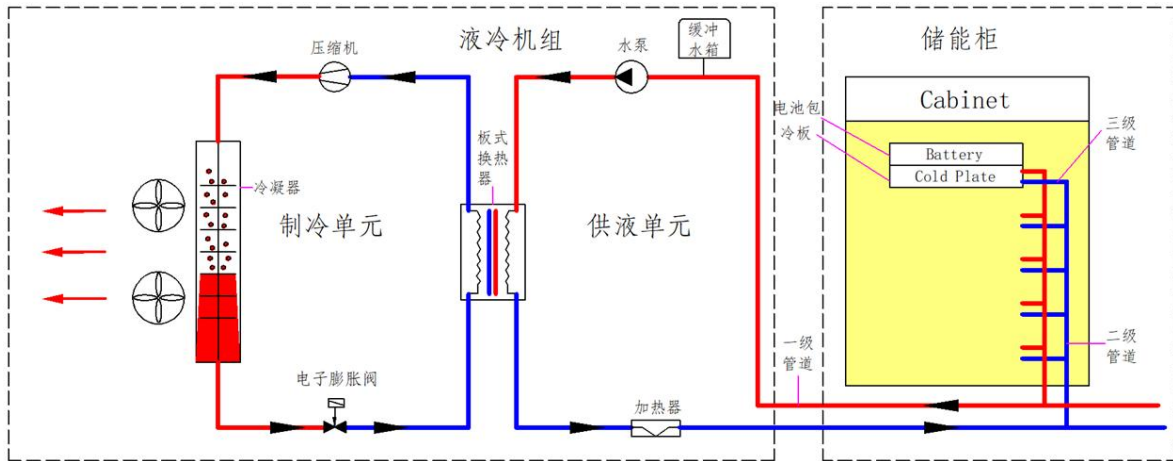 液冷机组
压缩机
水泵
缓冲
水箱
储能柜
Cabinet
电池包
冷板
Battery
Cold Plate
三级
管道
板式
换热
器
冷凝器
制冷单元
供液单元
一级
管道
二级
管道
电子膨胀阀
加热器